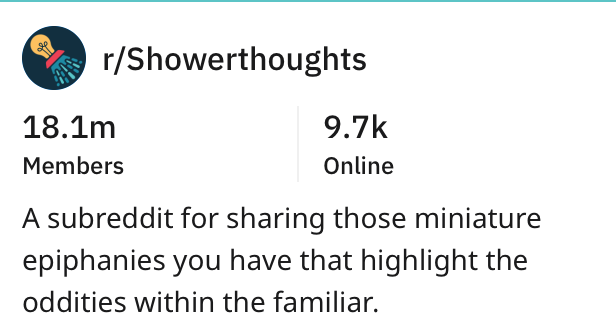 r/Showerthoughts
18.1m
9.7k
Members
Online
A subreddit for sharing those miniature
epiphanies you have that highlight the
oddities within the familiar.